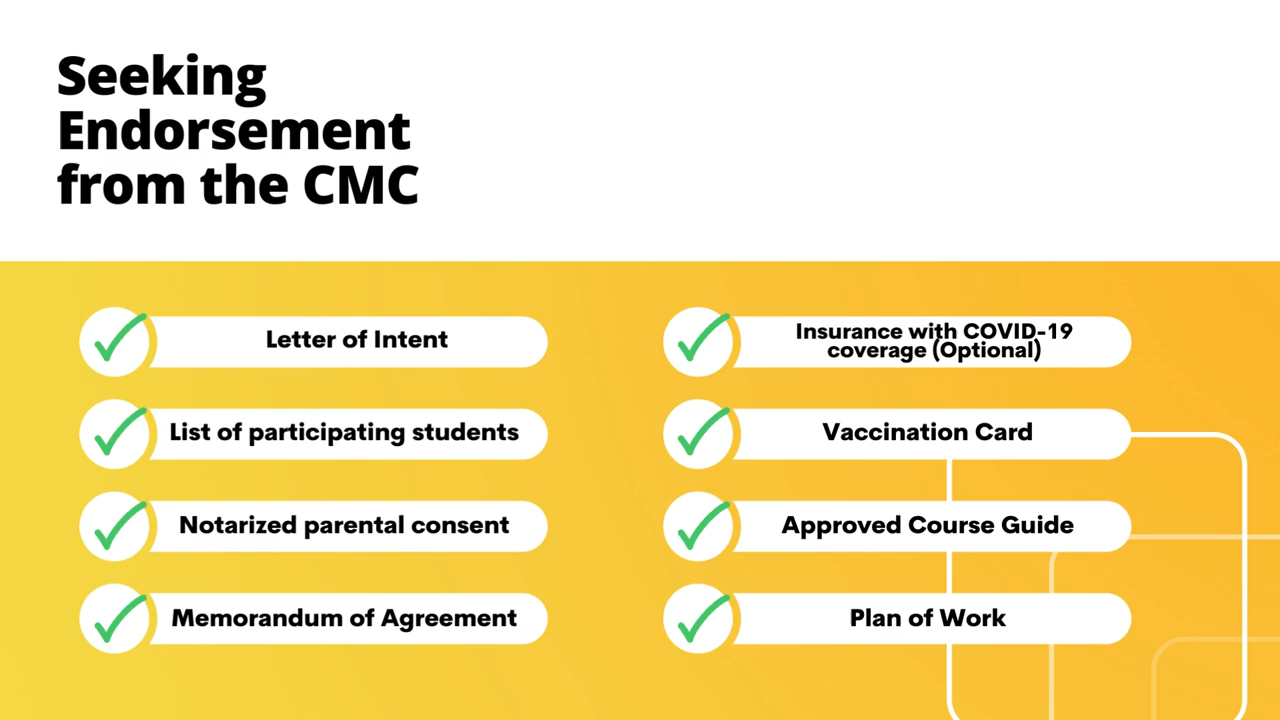 Seeking
Endorsement
from the CMC
Letter of Intent
List of participating students
Notarized parental consent
Memorandum of Agreement
Insurance with COVID-19
coverage (Optional)
Vaccination Card
Approved Course Guide
Plan of Work